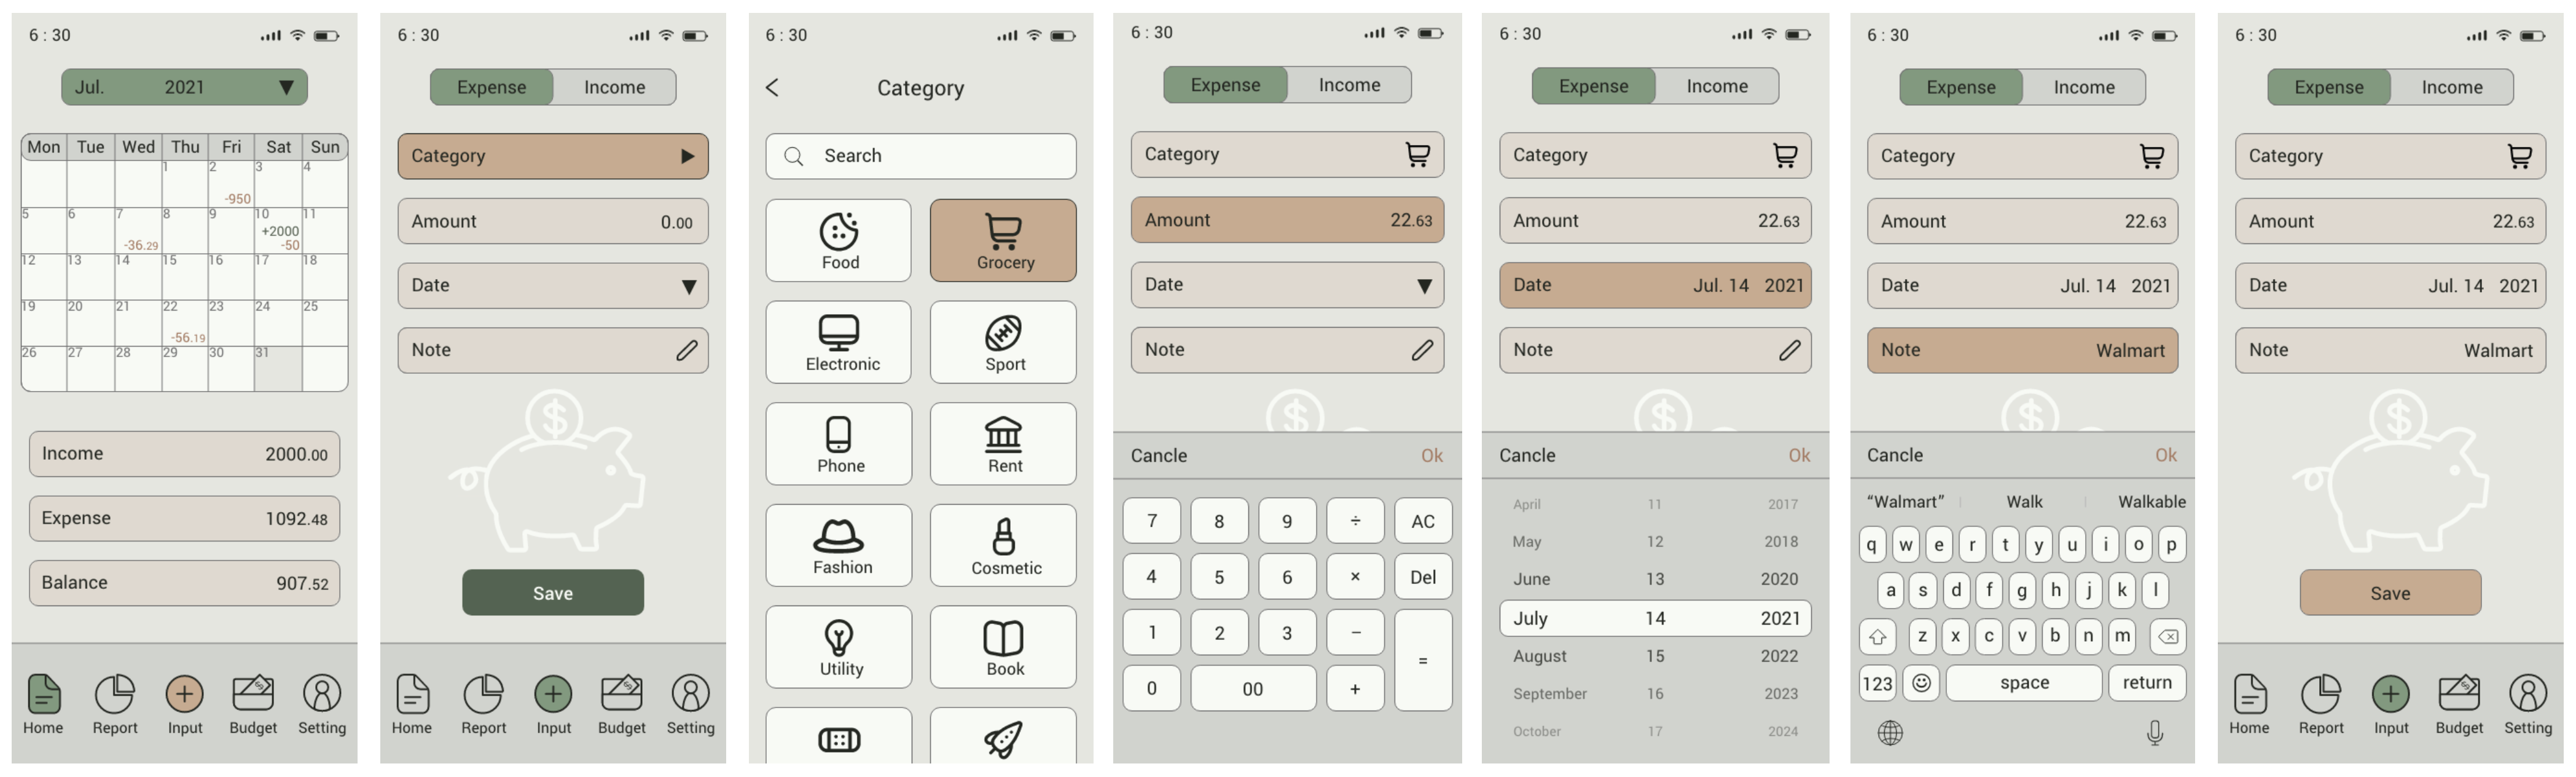 6 : 30
Jul. 2021
Mon Tue Wed Thu Fri Sat Sun
1 2 3 4
-950
5 6 7 8 9 10 11
+2000
-36.29 -50
12 13 14 15 16 17 18
19 20 21 22 23 24 25
-56.19
26 27 28 29 30 31
Income 2000.00
Expense 1092.48
Balance 907.52
Home Report Input Budget Setting
6 : 30
Expense Income
Category
Amount 0.00
Date
Note
$
Save
Home Report Input Budget Setting
6 : 30
Category
Search
Food Grocery
Electronic Sport
Phone Rent
Fashion Cosmetic
Utility Book
6 : 30
Expense Income
Category
Amount 22.63
Date
Note
$
Cancle Ok
7 8 9 ÷ AC
4 5 6 × Del
1 2 3 −
=
0 00 +
6 : 30
Expense Income
Category
Amount 22.63
Date Jul. 14 2021
Note
$
Cancle Ok
April 11 2017
May 12 2018
June 13 2020
July 14 2021
August 15 2022
September 16 2023
October 17 2024
6 : 30
Expense Income
Category
Amount 22.63
Date Jul. 14 2021
Note Walmart
$
Cancle Ok
“Walmart” Walk Walkable
q w e r t y u i o p
a s d f g h j k l
z x c v b n m
123 space return
6 : 30
Expense Income
Category
Amount 22.63
Date Jul. 14 2021
Note Walmart
$
Save
Home Report Input Budget Setting